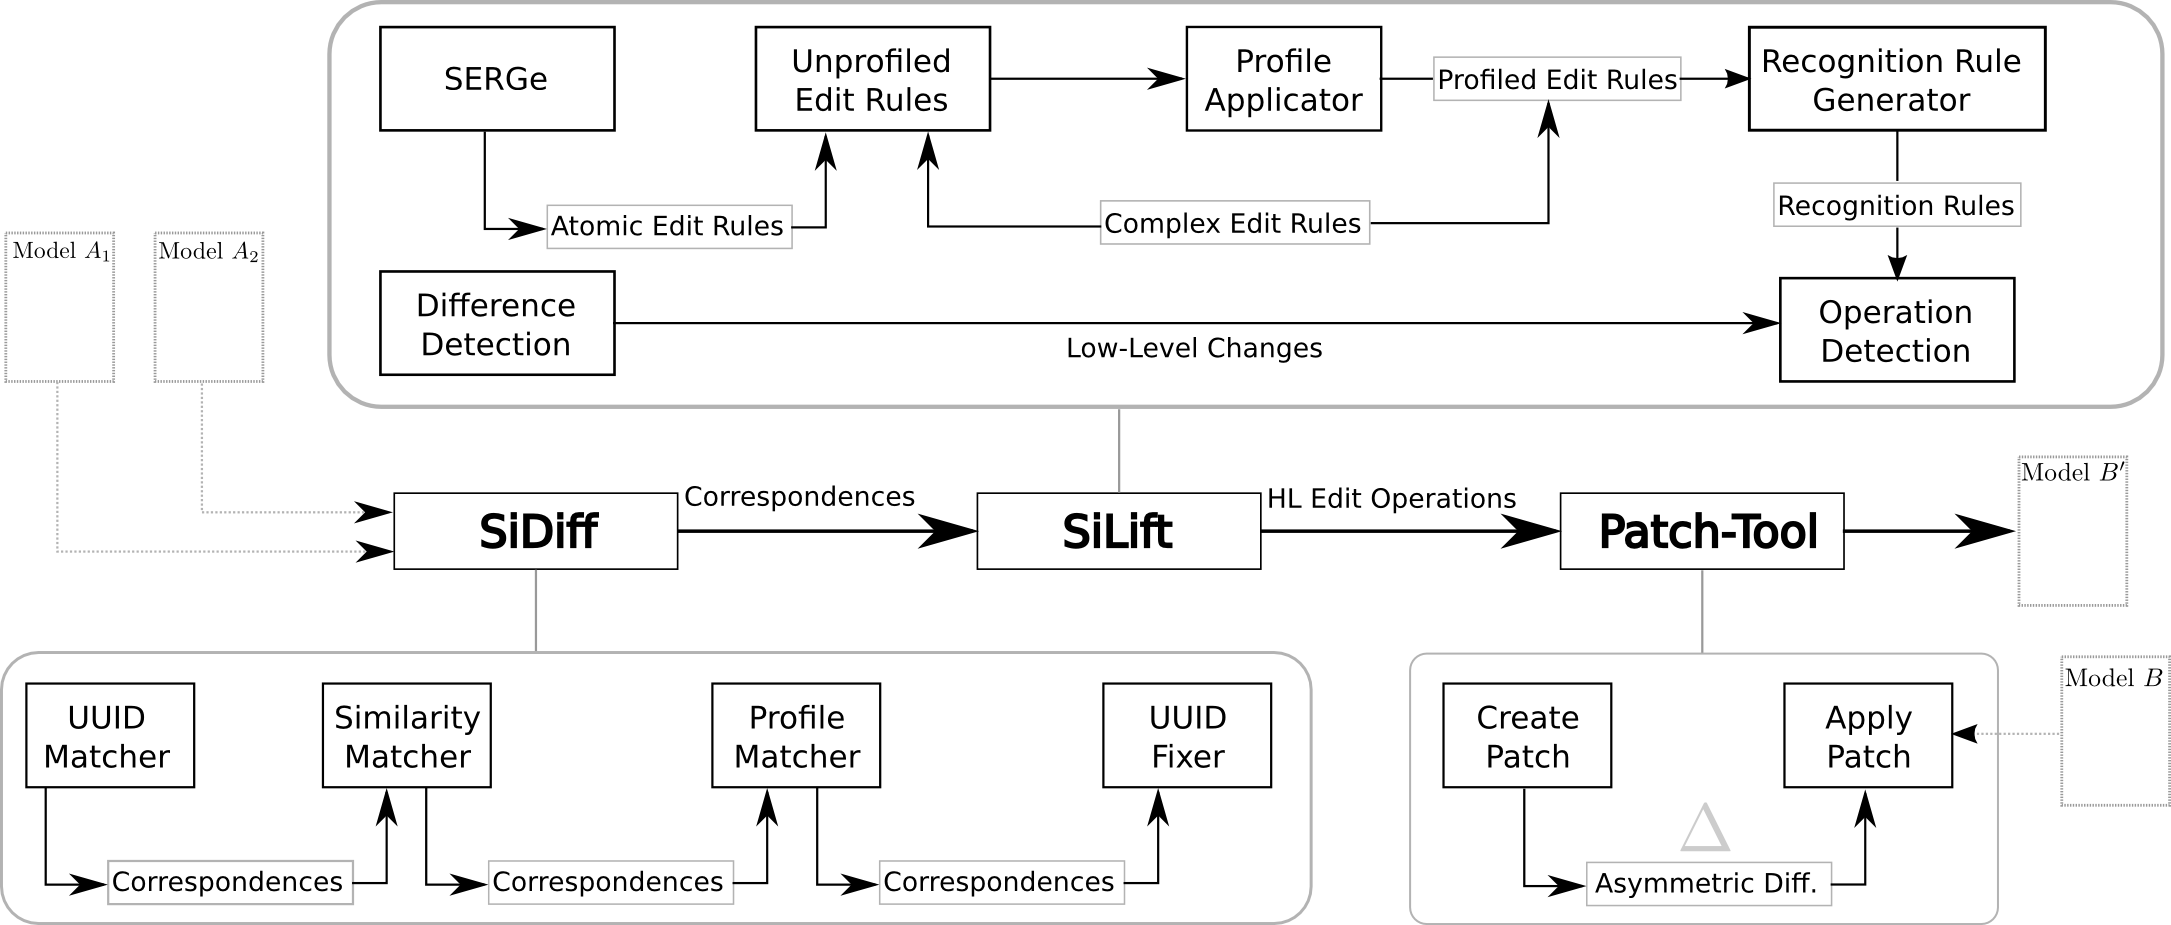 SERGe
Unprofiled
Edit Rules
Profile
Applicator
Profiled Edit Rules
Recognition Rule
Generator
Atomic Edit Rules
Complex Edit Rules
Recognition Rules
Model A₁
Model A₂
Difference
Detection
Low-Level Changes
Operation
Detection
SiDiff
Correspondences
SiLift
HL Edit Operations
Patch-Tool
Model B′
UUID
Matcher
Similarity
Matcher
Profile
Matcher
UUID
Fixer
Correspondences
Correspondences
Correspondences
Create
Patch
Apply
Patch
Model B
Δ
Asymmetric Diff.